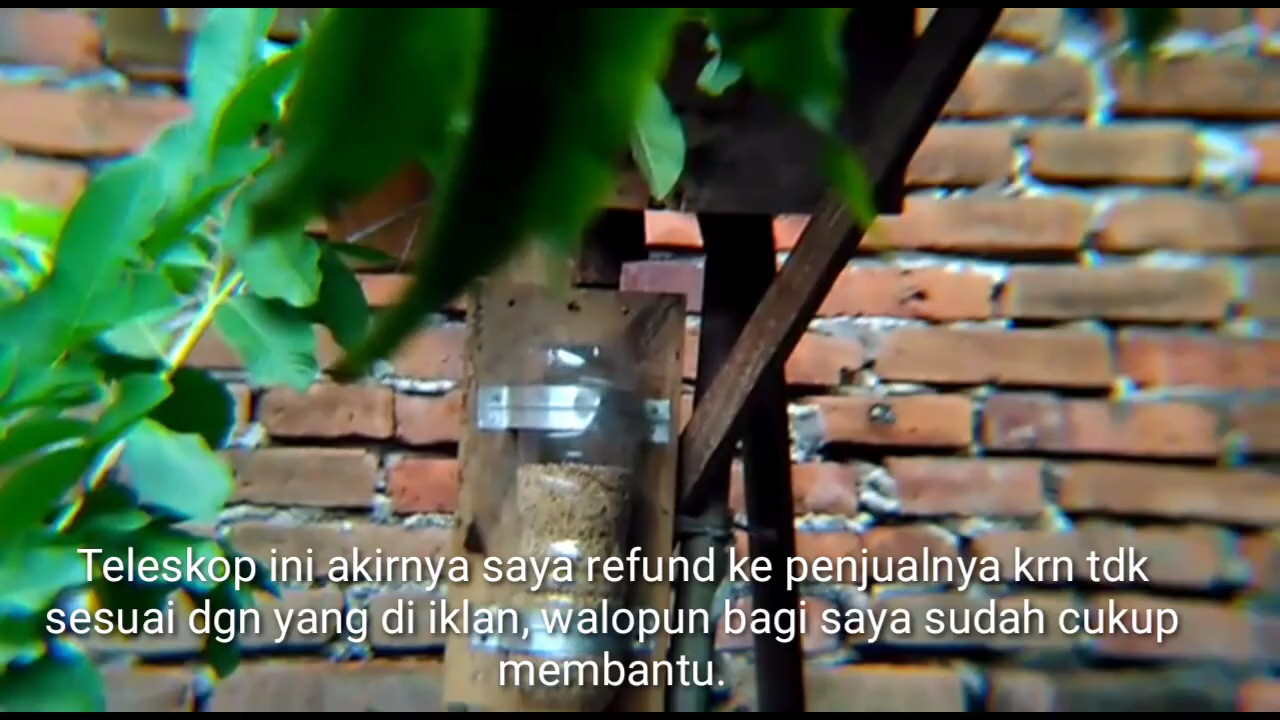 Teleskop ini akirnya saya refund ke penjualnya krn tdk
sesuai dgn yang di iklan, walopun bagi saya sudah cukup
membantu.